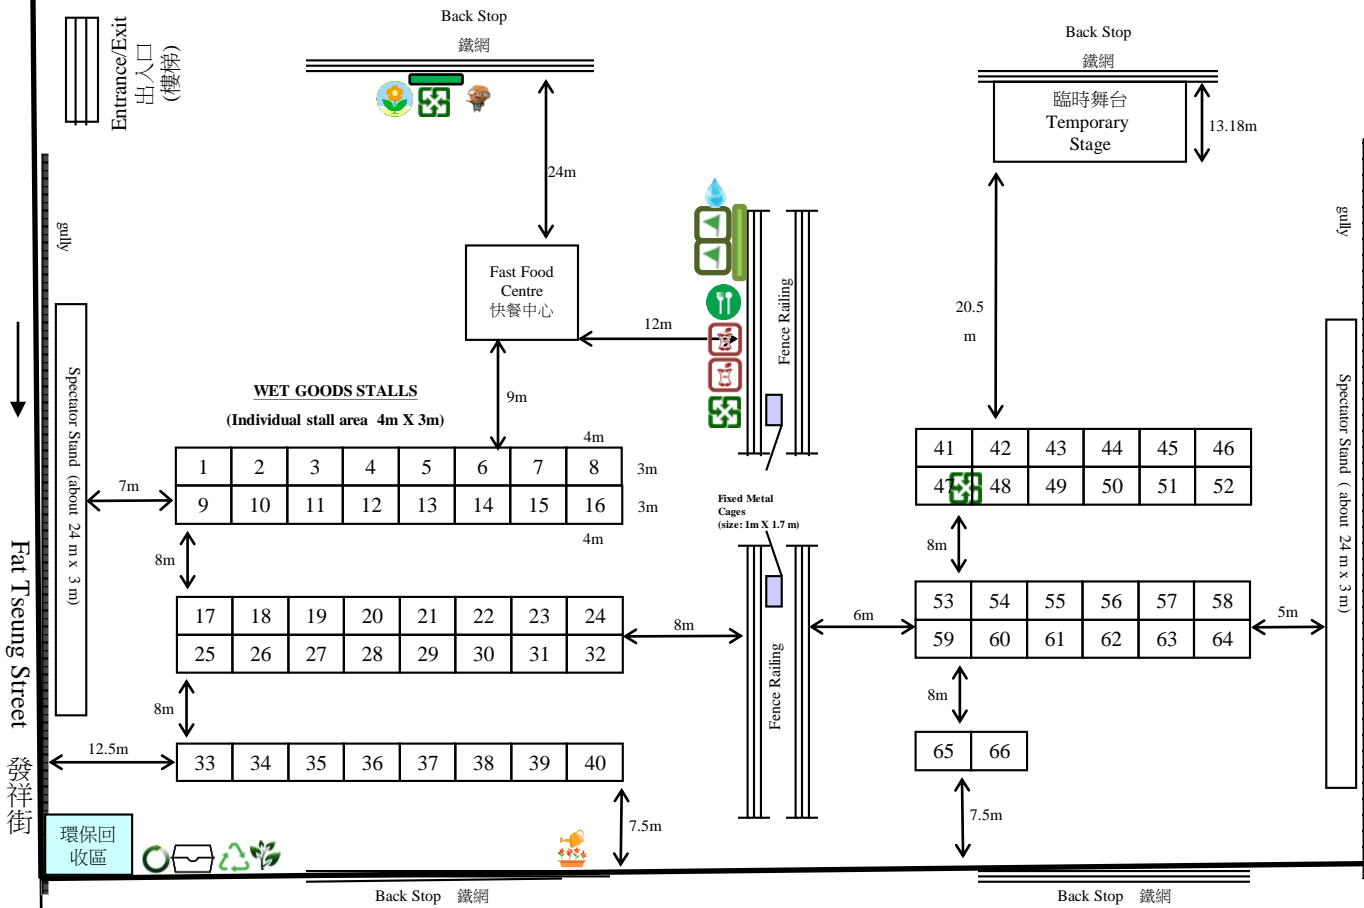 Entrance/Exit
出入口
(樓梯)
Back Stop
鐵網
Back Stop
鐵網
臨時舞台
Temporary
Stage
13.18m
24m
gully
gully
Fast Food
Centre
快餐中心
12m
Fence Railing
20.5
m
9m
WET GOODS STALLS
(Individual stall area 4m X 3m)
4m
1 2 3 4 5 6 7 8
3m
9 10 11 12 13 14 15 16
3m
4m
7m
41 42 43 44 45 46
47 48 49 50 51 52
Fixed Metal
Cages
(size: 1m X 1.7 m)
Spectator Stand (about 24 m x 3 m)
Spectator Stand ( about 24 m x 3 m)
8m
8m
17 18 19 20 21 22 23 24
25 26 27 28 29 30 31 32
8m
Fence Railing
6m
53 54 55 56 57 58
59 60 61 62 63 64
5m
8m
8m
Fat Tseung Street 發祥街
12.5m
33 34 35 36 37 38 39 40
65 66
7.5m
7.5m
環保回
收區
Back Stop 鐵網
Back Stop 鐵網